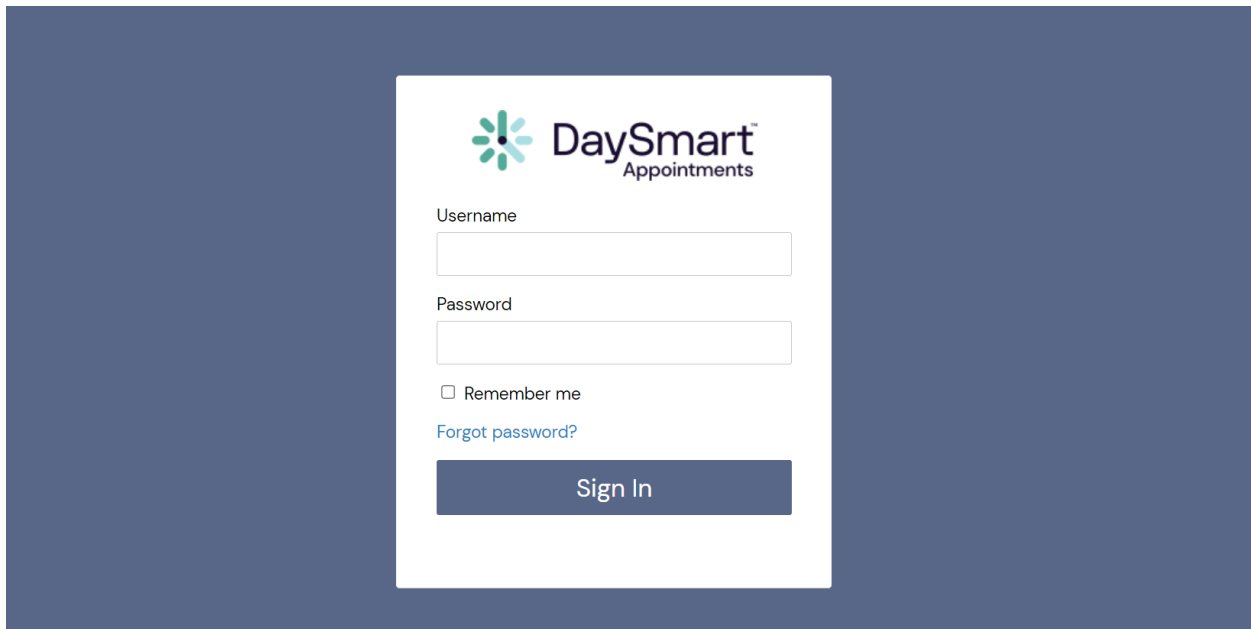 DaySmart™
Appointments
Username
Password
Remember me
Forgot password?
Sign In